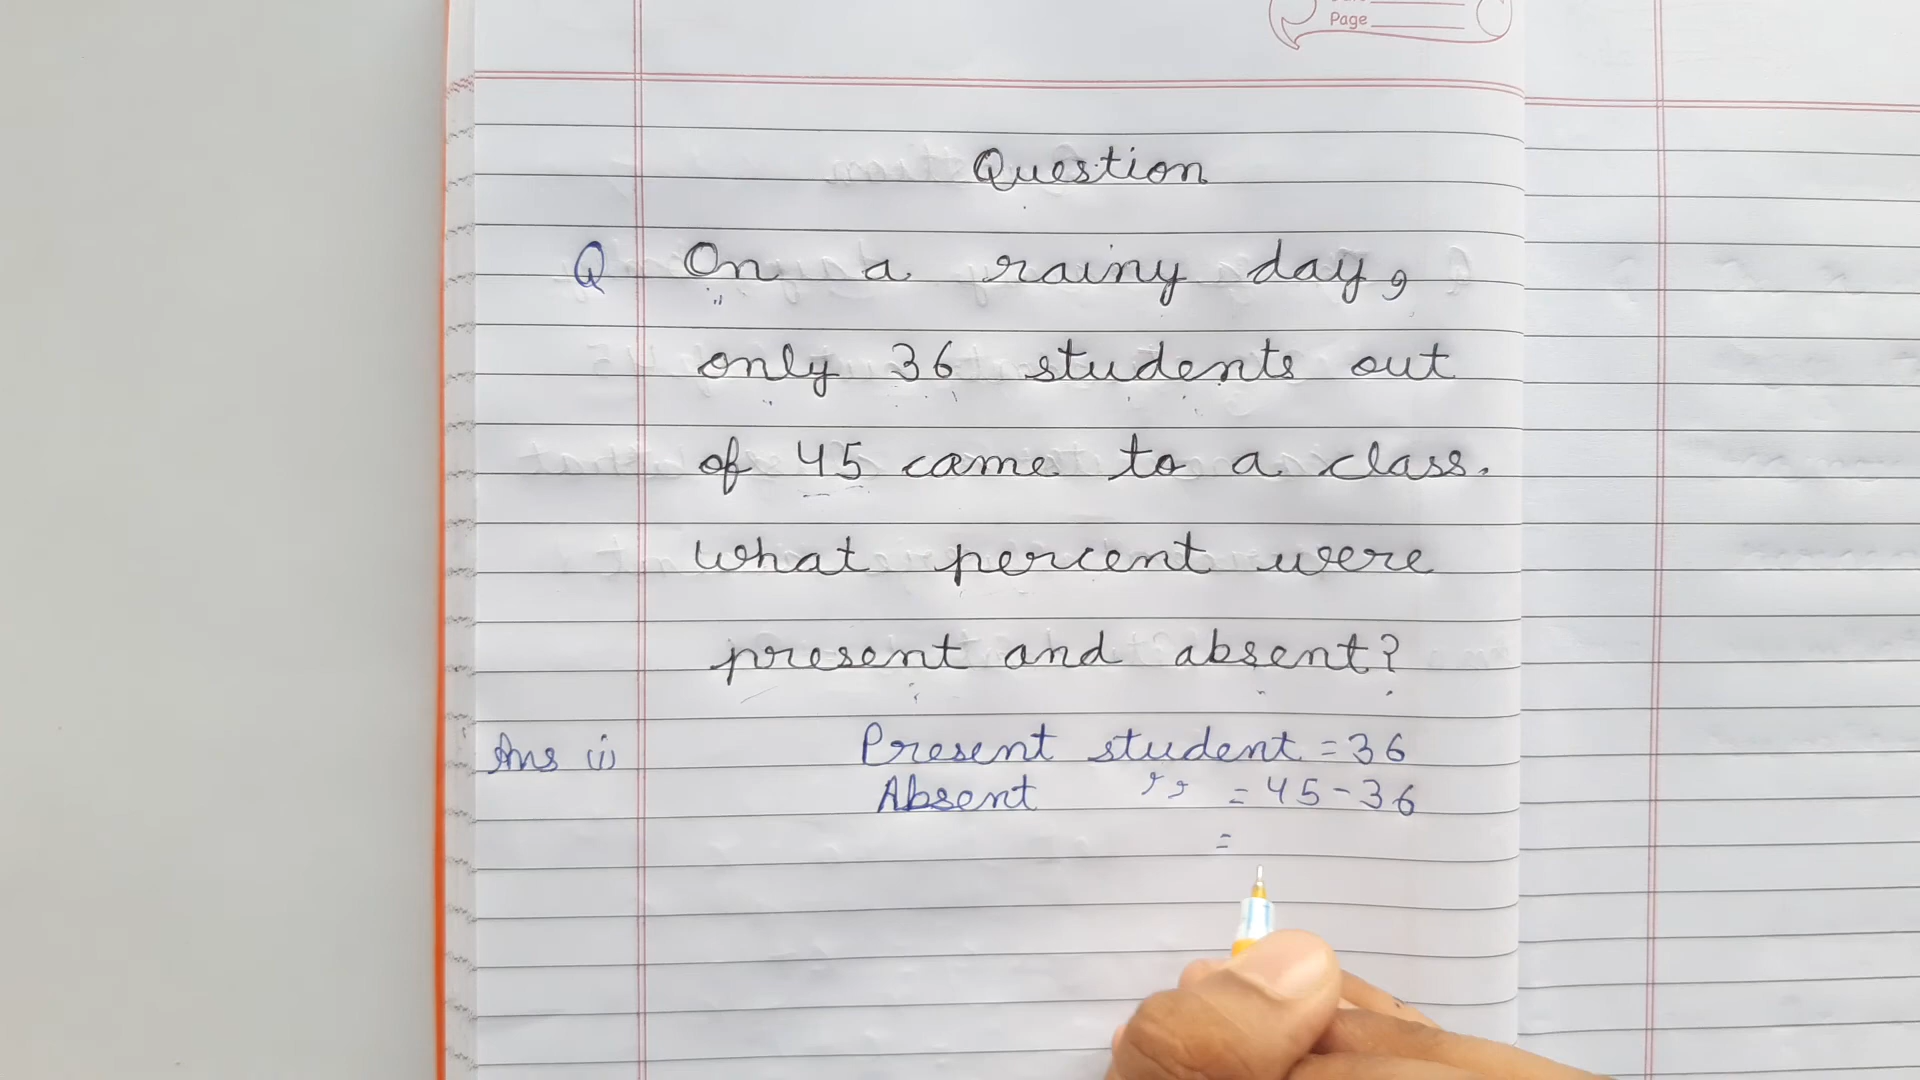 Page
Question
Q On a rainy day,
only 36 students out
of 45 came to a class.
What percent were
present and absent?
Ans (i) Present student = 36
Absent ,, = 45 - 36
=